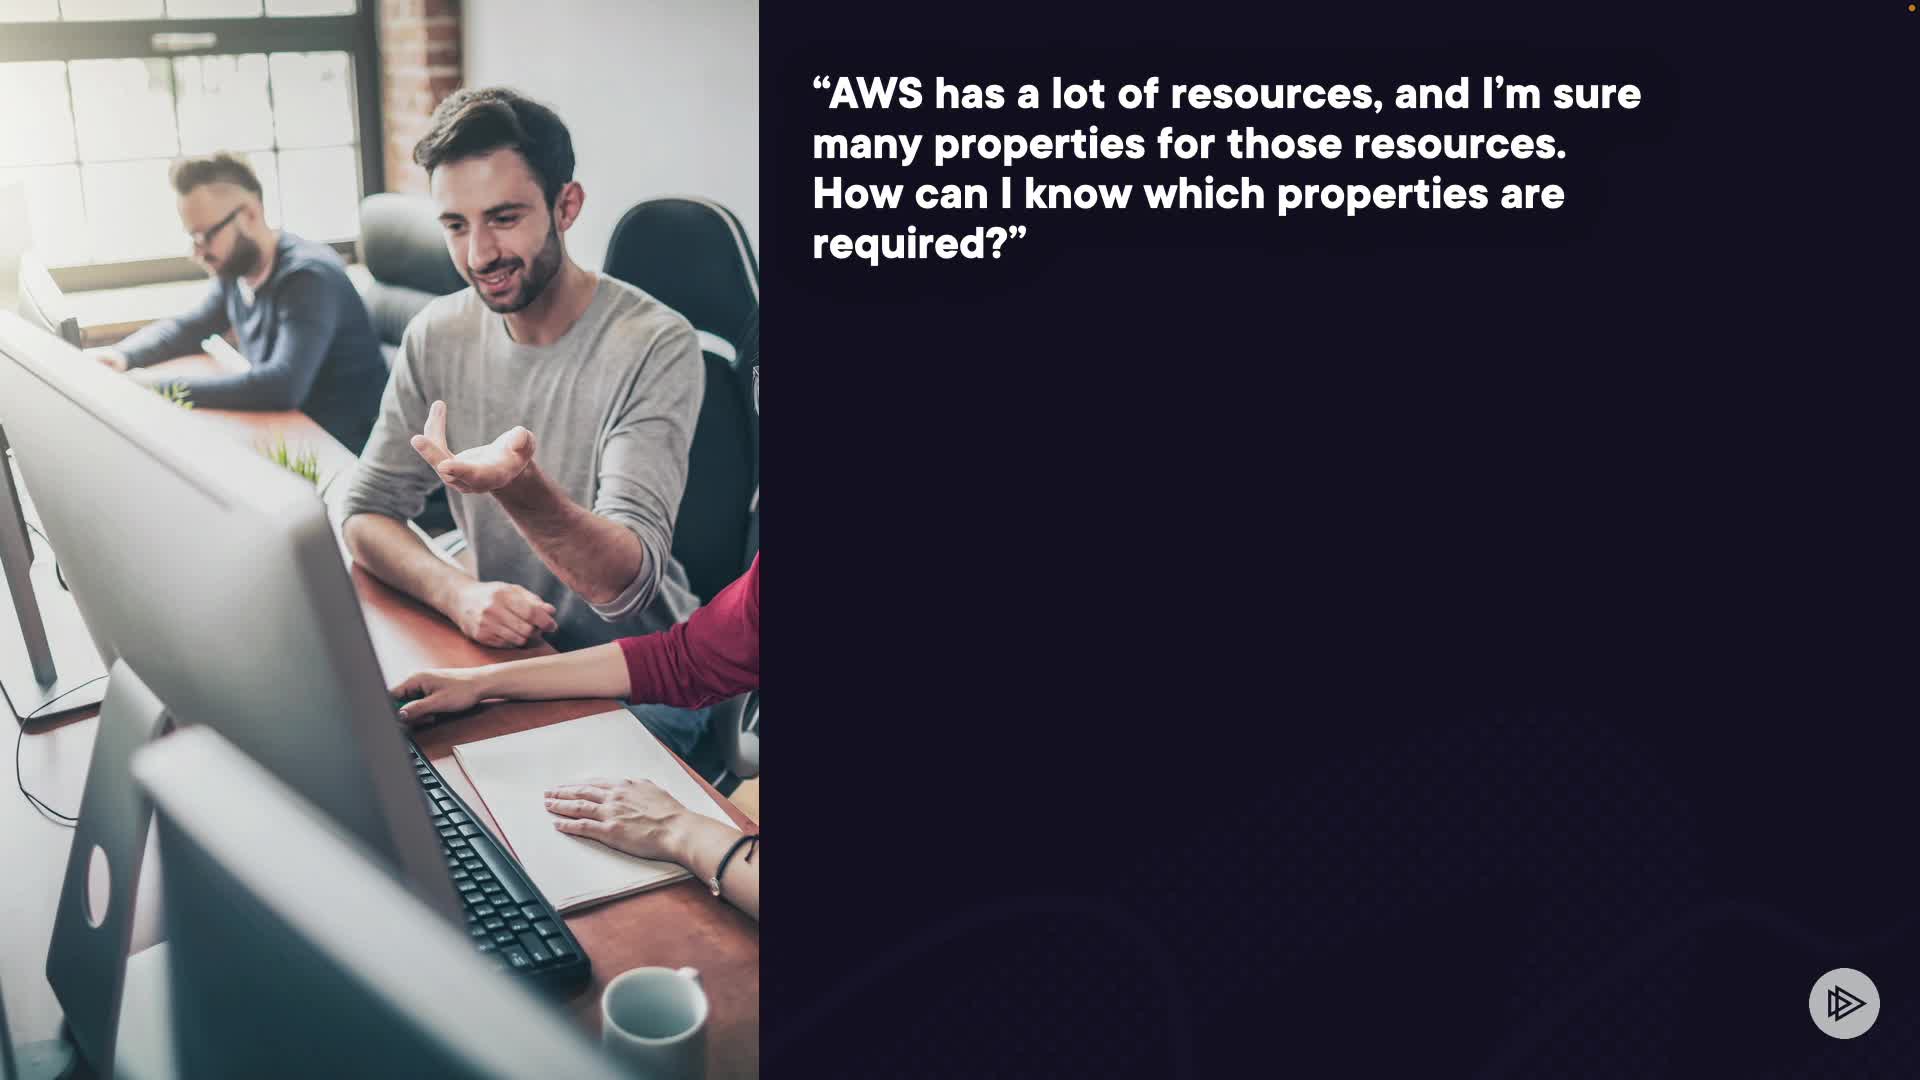 “AWS has a lot of resources, and I’m sure
many properties for those resources.
How can I know which properties are
required?”